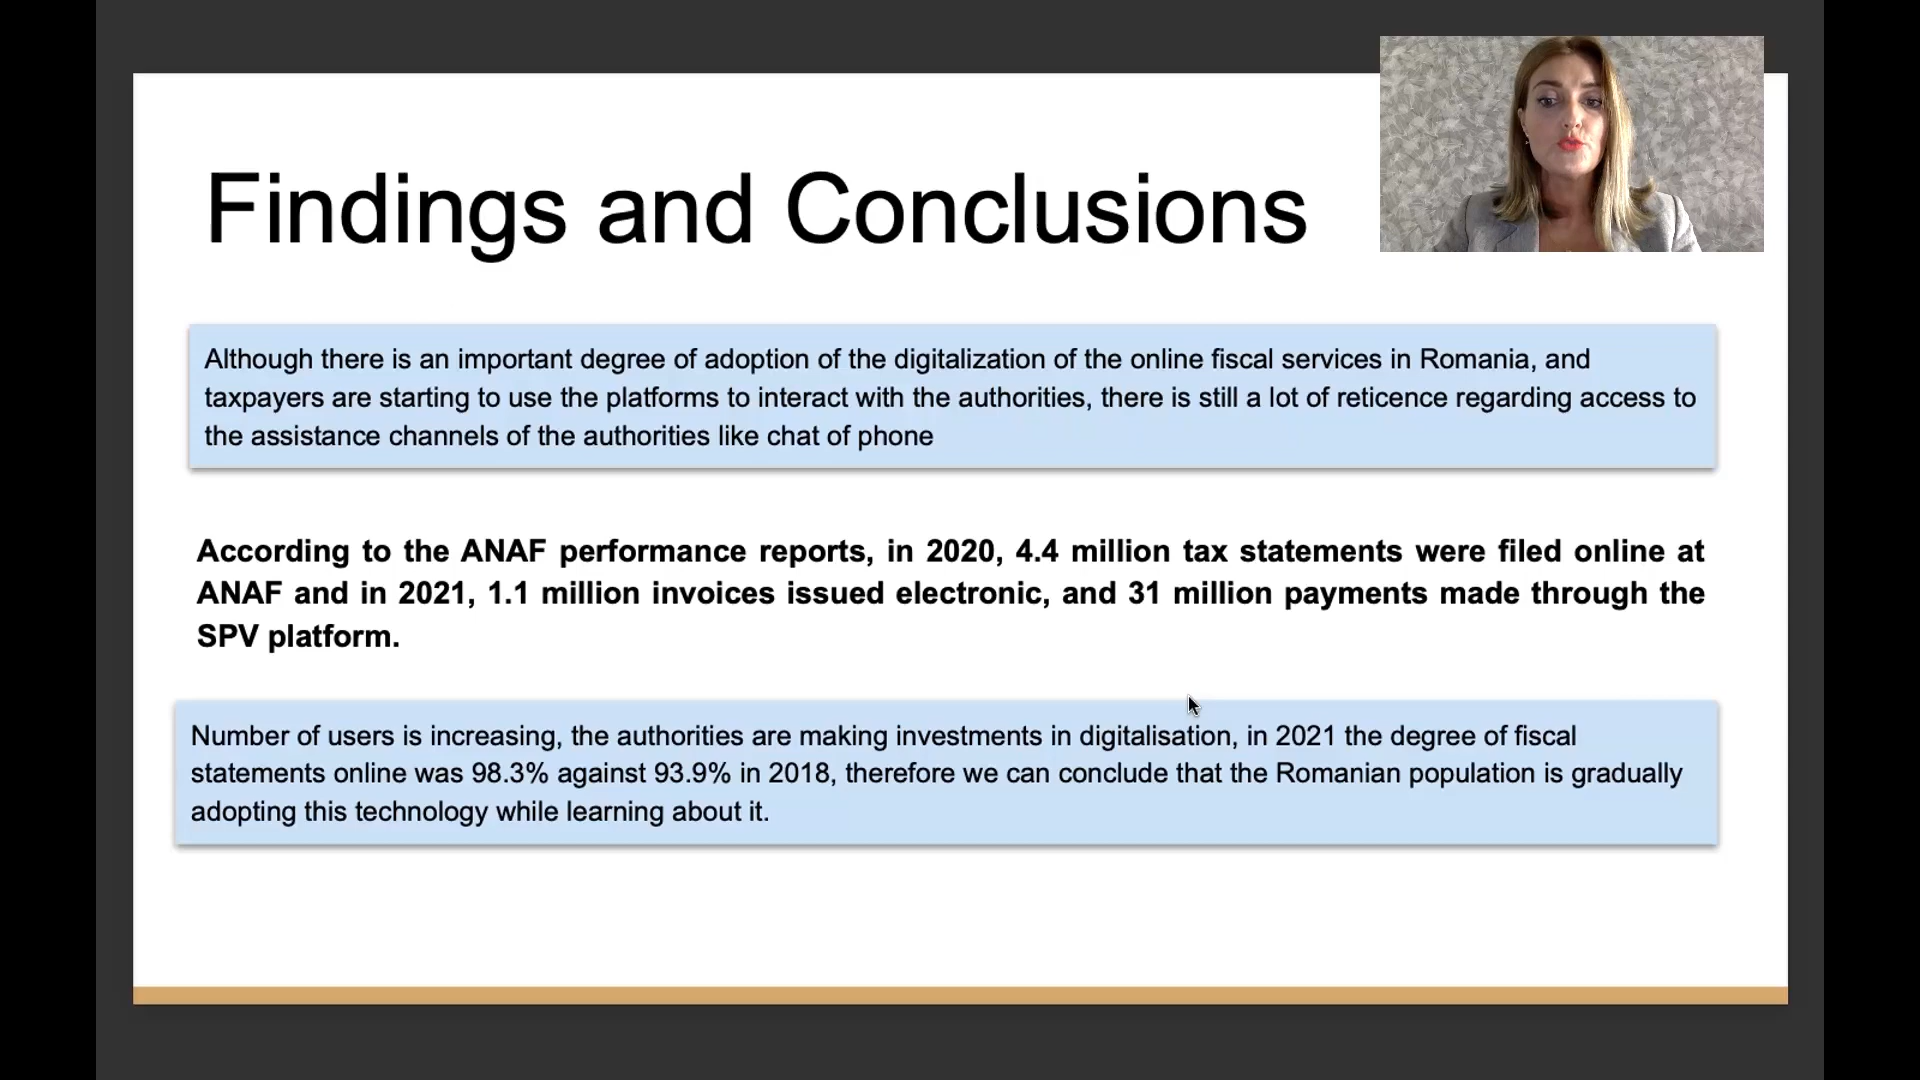 Findings and Conclusions
Although there is an important degree of adoption of the digitalization of the online fiscal services in Romania, and
taxpayers are starting to use the platforms to interact with the authorities, there is still a lot of reticence regarding access to
the assistance channels of the authorities like chat of phone
According to the ANAF performance reports, in 2020, 4.4 million tax statements were filed online at
ANAF and in 2021, 1.1 million invoices issued electronic, and 31 million payments made through the
SPV platform.
Number of users is increasing, the authorities are making investments in digitalisation, in 2021 the degree of fiscal
statements online was 98.3% against 93.9% in 2018, therefore we can conclude that the Romanian population is gradually
adopting this technology while learning about it.